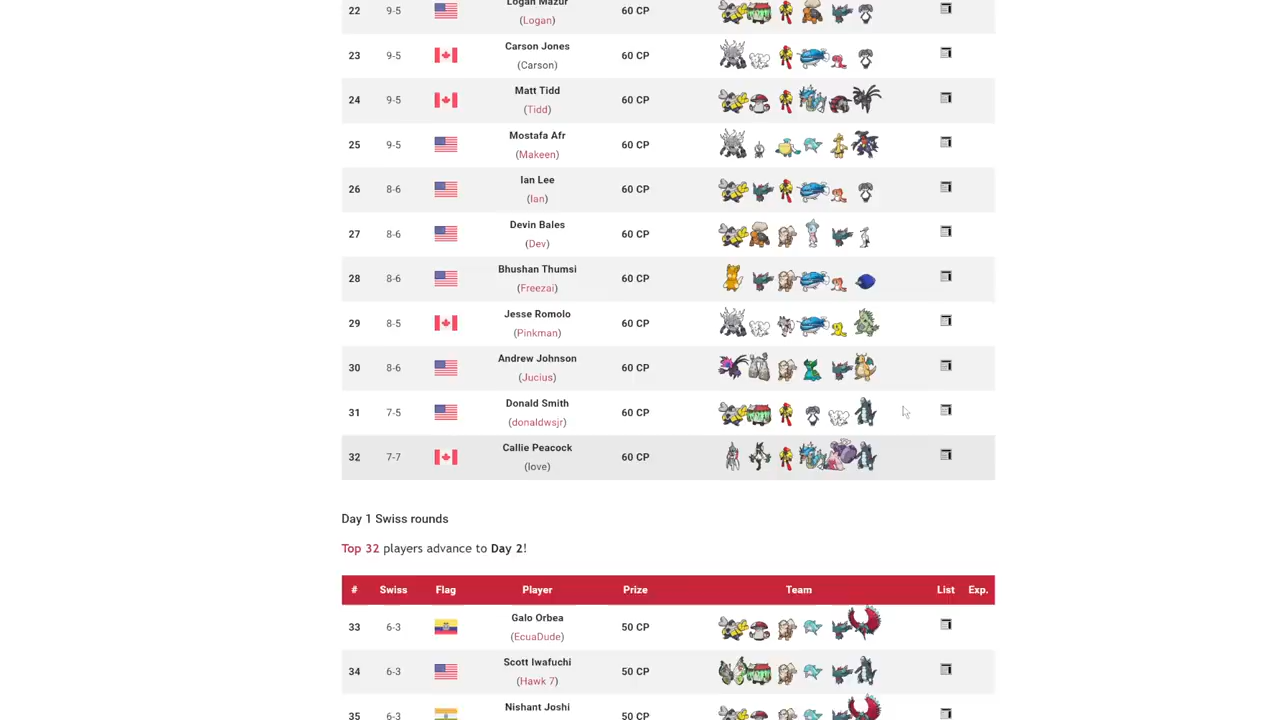 22 9-5 Logan Mazur (Logan) 60 CP
23 9-5 Carson Jones (Carson) 60 CP
24 9-5 Matt Tidd (Tidd) 60 CP
25 9-5 Mostafa Afr (Makeen) 60 CP
26 8-6 Ian Lee (Ian) 60 CP
27 8-6 Devin Bales (Dev) 60 CP
28 8-6 Bhushan Thumsi (Freezai) 60 CP
29 8-5 Jesse Romolo (Pinkman) 60 CP
30 8-6 Andrew Johnson (Jucius) 60 CP
31 7-5 Donald Smith (donaldwsjr) 60 CP
32 7-7 Callie Peacock (love) 60 CP
Day 1 Swiss rounds
Top 32 players advance to Day 2!
# Swiss Flag Player Prize Team List Exp.
33 6-3 Galo Orbea (EcuaDude) 50 CP
34 6-3 Scott Iwafuchi (Hawk 7) 50 CP
35 6-3 Nishant Joshi 50 CP